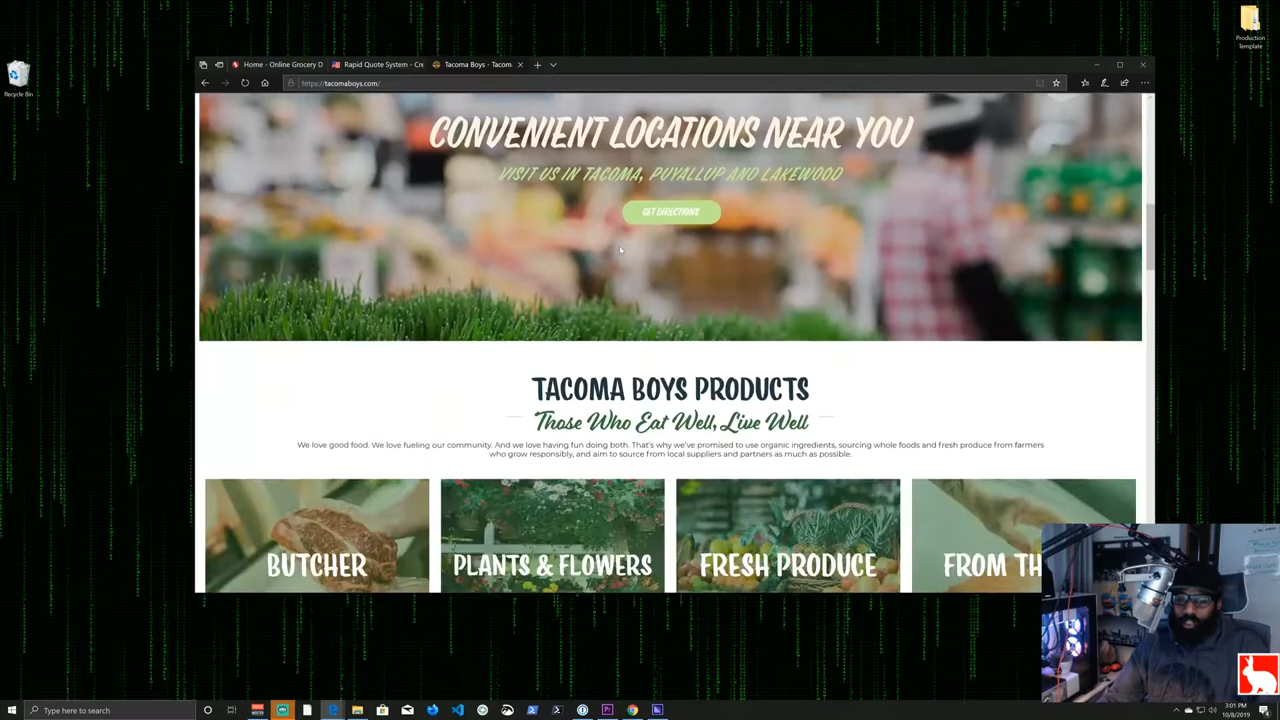 Production
Template
Recycle Bin
Home - Online Grocery D
Rapid Quote System - Cre
Tacoma Boys - Tacom
https://tacomaboys.com/
CONVENIENT LOCATIONS NEAR YOU
VISIT US IN TACOMA, PUYALLUP AND LAKEWOOD
GET DIRECTIONS
TACOMA BOYS PRODUCTS
Those Who Eat Well, Live Well
We love good food. We love fueling our community. And we love having fun doing both. That's why we've promised to use organic ingredients, sourcing whole foods and fresh produce from farmers
who grow responsibly, and aim to source from local suppliers and partners as much as possible.
BUTCHER
PLANTS & FLOWERS
FRESH PRODUCE
FROM TH
Type here to search
3:01 PM
10/8/2019